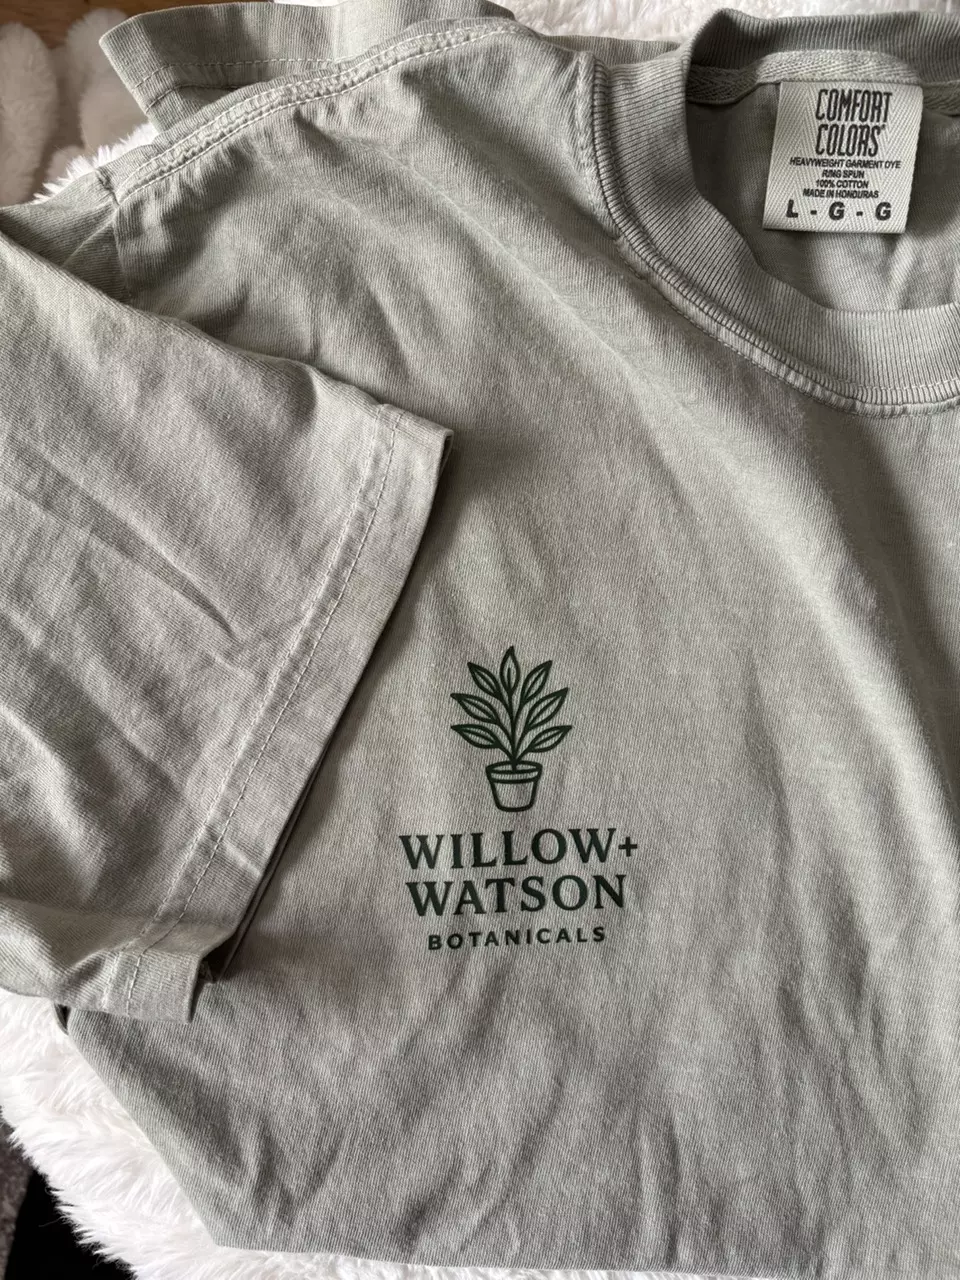 COMFORT
COLORS®
HEAVYWEIGHT GARMENT DYE
RING SPUN
100% COTTON
MADE IN HONDURAS
L - G - G
WILLOW+
WATSON
BOTANICALS